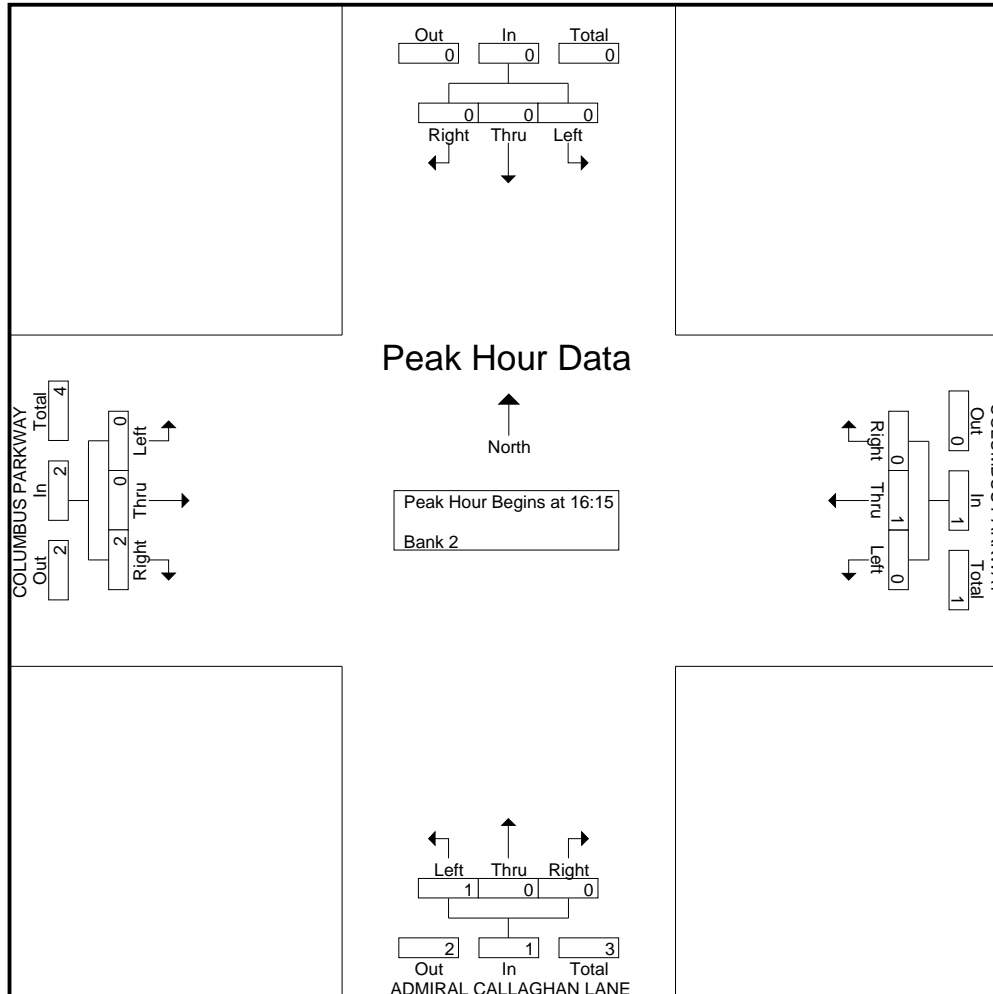 Out In Total
0 0 0
0 0 0
Right Thru Left
Peak Hour Data
North
Peak Hour Begins at 16:15
Bank 2
COLUMBUS PARKWAY
Out In Total
2 2 4
2 0 0
Right Thru Left
Right Thru Left
0 1 0
Out In Total
0 1 1
Left Thru Right
1 0 0
2 1 3
Out In Total
ADMIRAL CALLAGHAN LANE